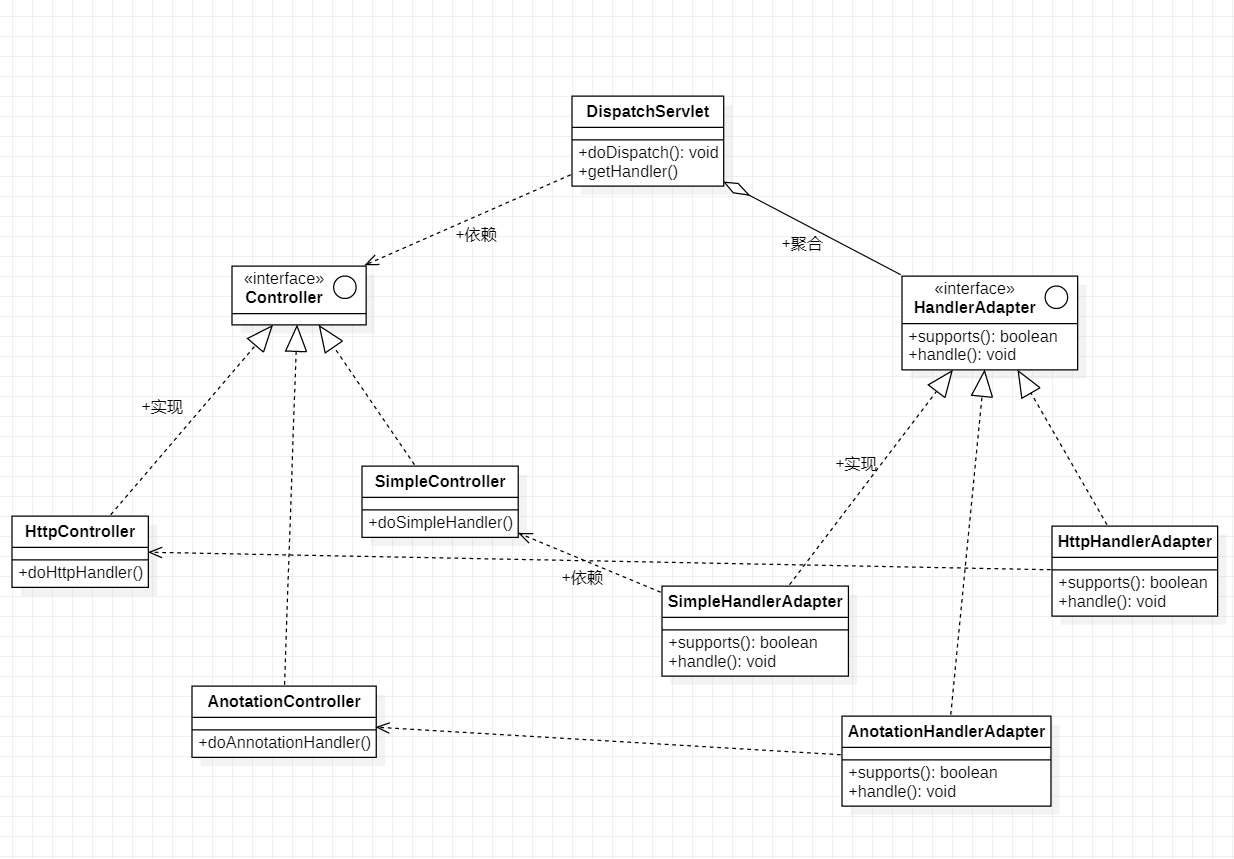 DispatchServlet
+doDispatch(): void
+getHandler()
+依赖
+聚合
«interface»
Controller
«interface»
HandlerAdapter
+supports(): boolean
+handle(): void
+实现
+实现
SimpleController
+doSimpleHandler()
HttpController
+doHttpHandler()
HttpHandlerAdapter
+supports(): boolean
+handle(): void
+依赖
SimpleHandlerAdapter
+supports(): boolean
+handle(): void
AnotationController
+doAnnotationHandler()
AnotationHandlerAdapter
+supports(): boolean
+handle(): void